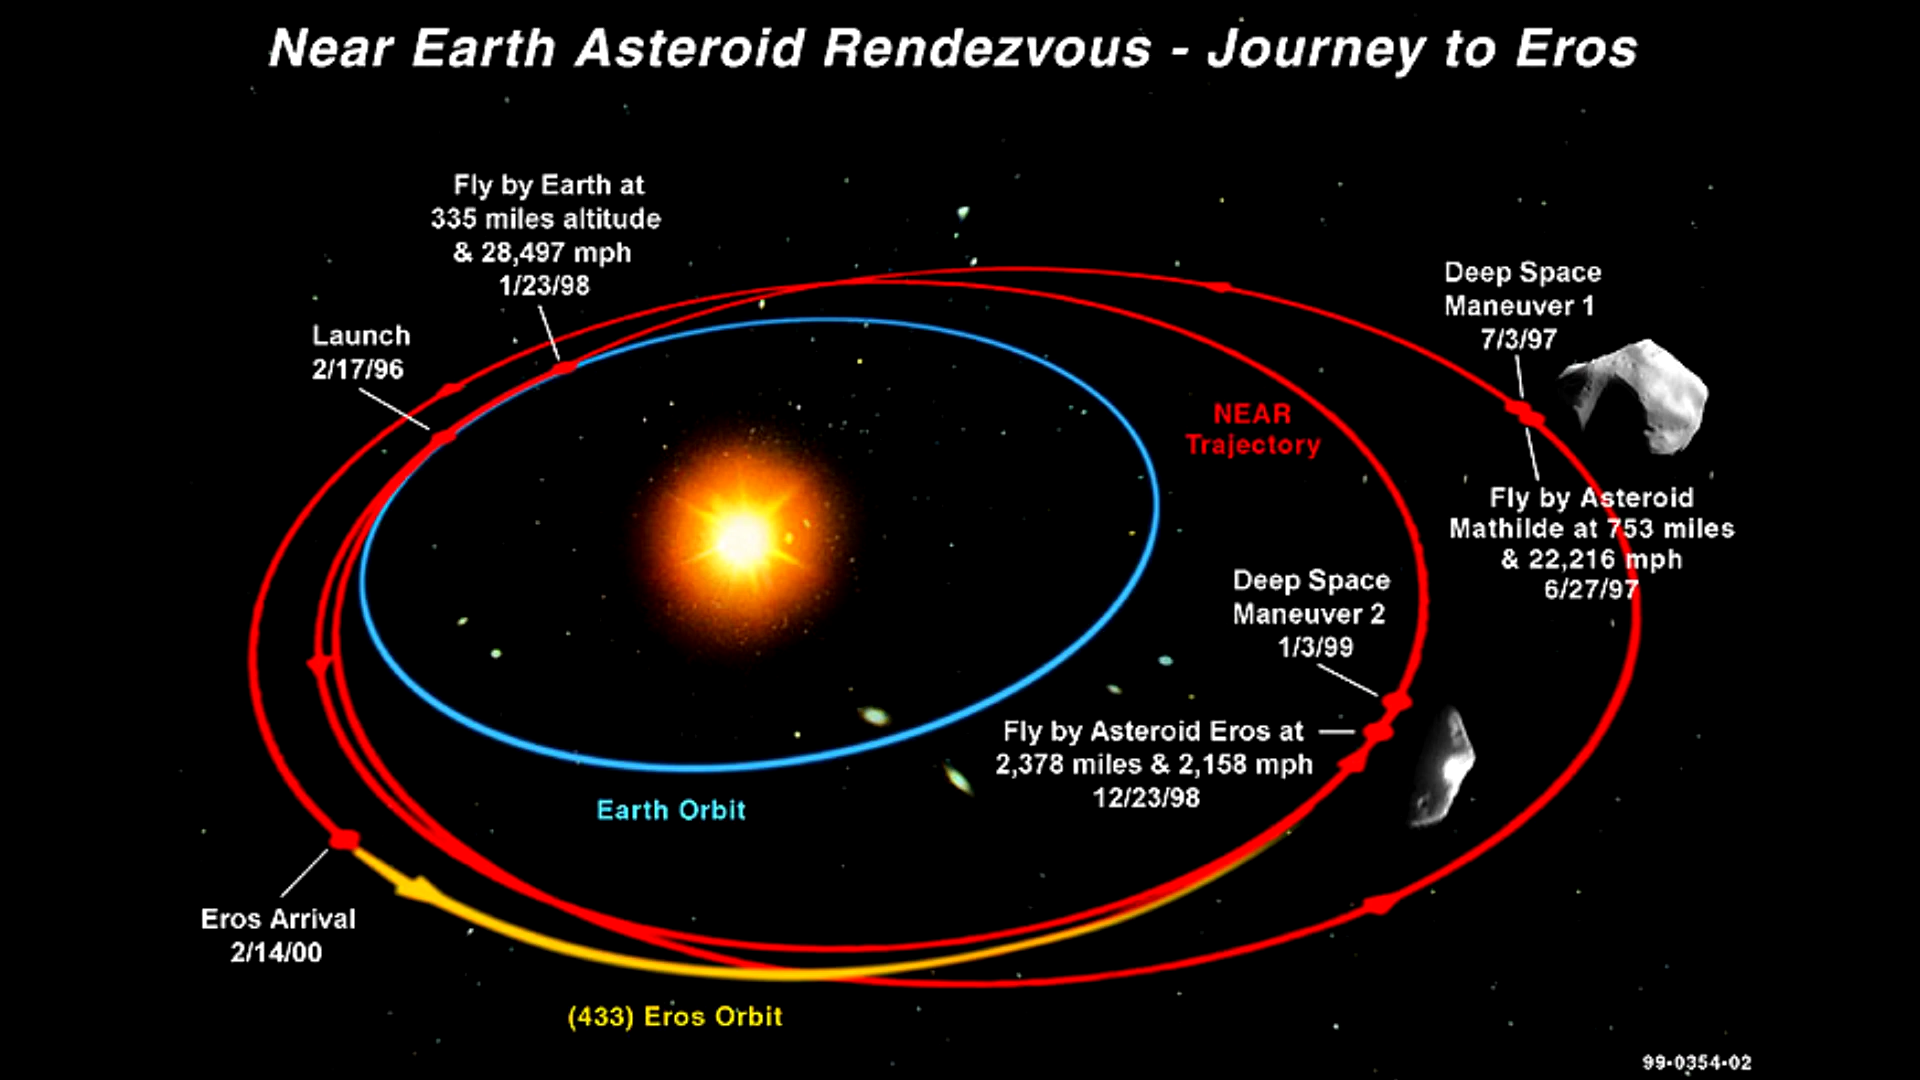 Near Earth Asteroid Rendezvous - Journey to Eros
Fly by Earth at
335 miles altitude
& 28,497 mph
1/23/98
Launch
2/17/96
Deep Space
Maneuver 1
7/3/97
NEAR
Trajectory
Fly by Asteroid
Mathilde at 753 miles
& 22,216 mph
6/27/97
Deep Space
Maneuver 2
1/3/99
Fly by Asteroid Eros at
2,378 miles & 2,158 mph
12/23/98
Earth Orbit
Eros Arrival
2/14/00
(433) Eros Orbit
99-0354-02